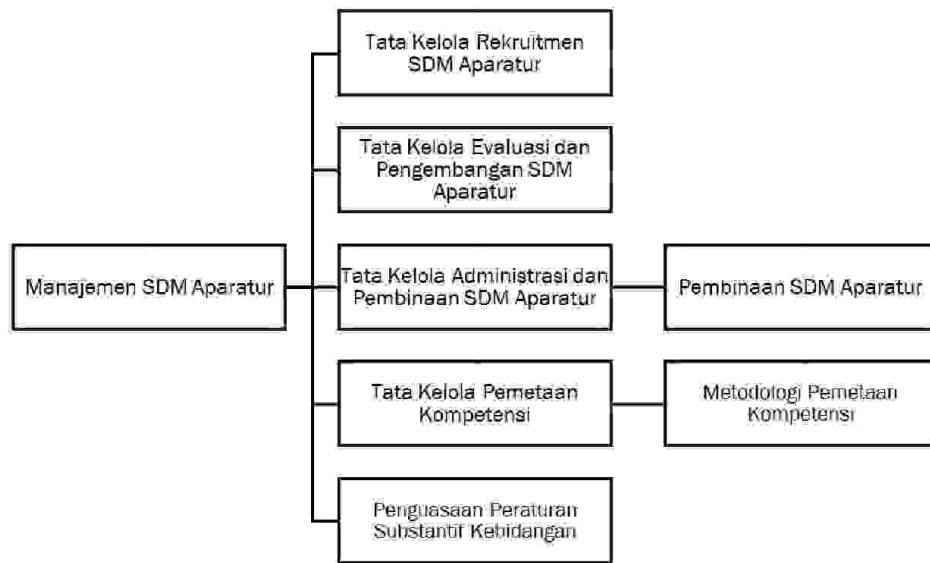 Tata Kelola Rekruitmen
SDM Aparatur
Tata Kelola Evaluasi dan
Pengembangan SDM
Aparatur
Manajemen SDM Aparatur
Tata Kelola Administrasi dan
Pembinaan SDM Aparatur
Pembinaan SDM Aparatur
Tata Kelola Pemetaan
Kompetensi
Metodologi Pemetaan
Kompetensi
Penguasaan Peraturan
Substantif Kebidangan